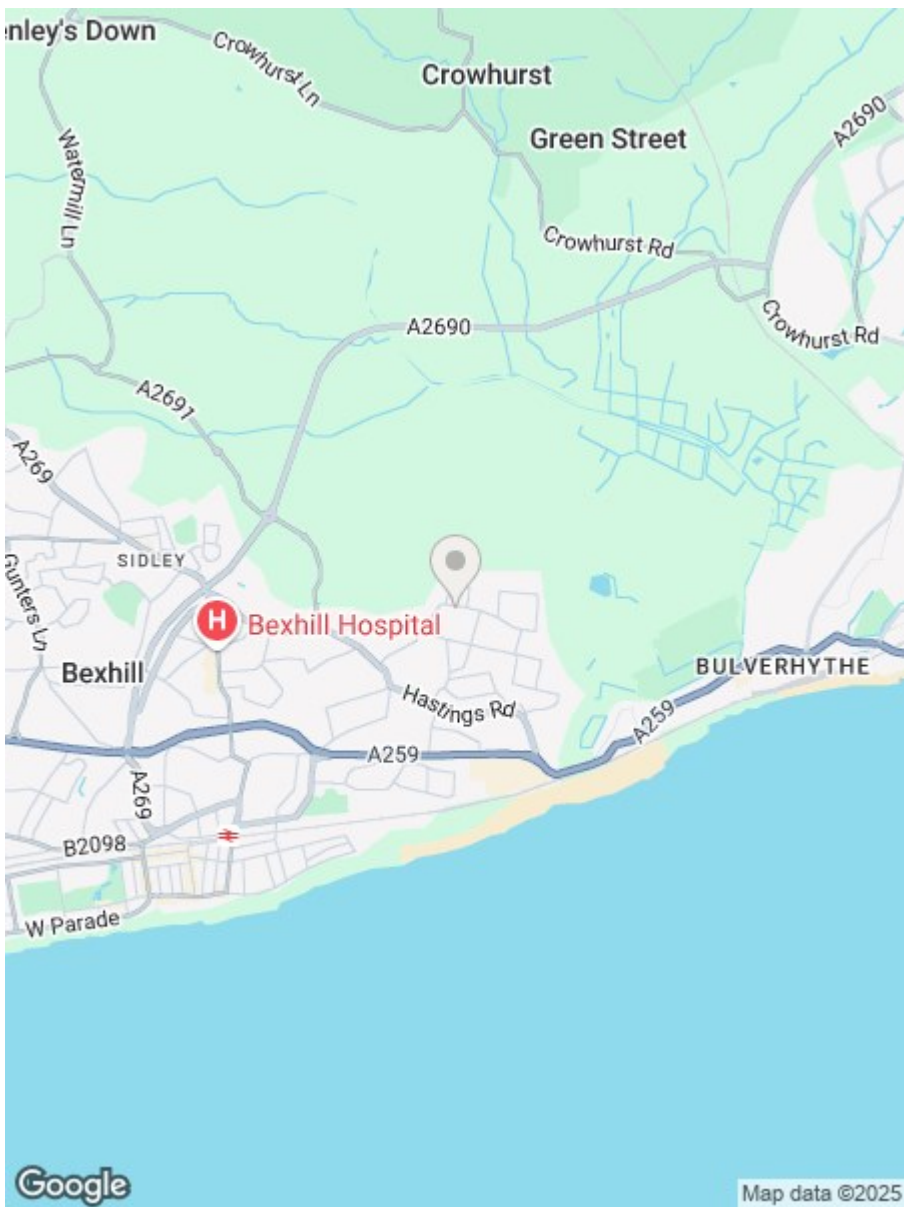 enley's Down
Crowhurst Ln
Crowhurst
Green Street
A2690
Watermill Ln
Crowhurst Rd
A2690
Crowhurst Rd
A2691
A269
SIDLEY
Gunters Ln
H
Bexhill Hospital
Bexhill
BULVERHYTHE
Hastings Rd
A259
A259
A269
B2098
W Parade
Google
Map data ©2025